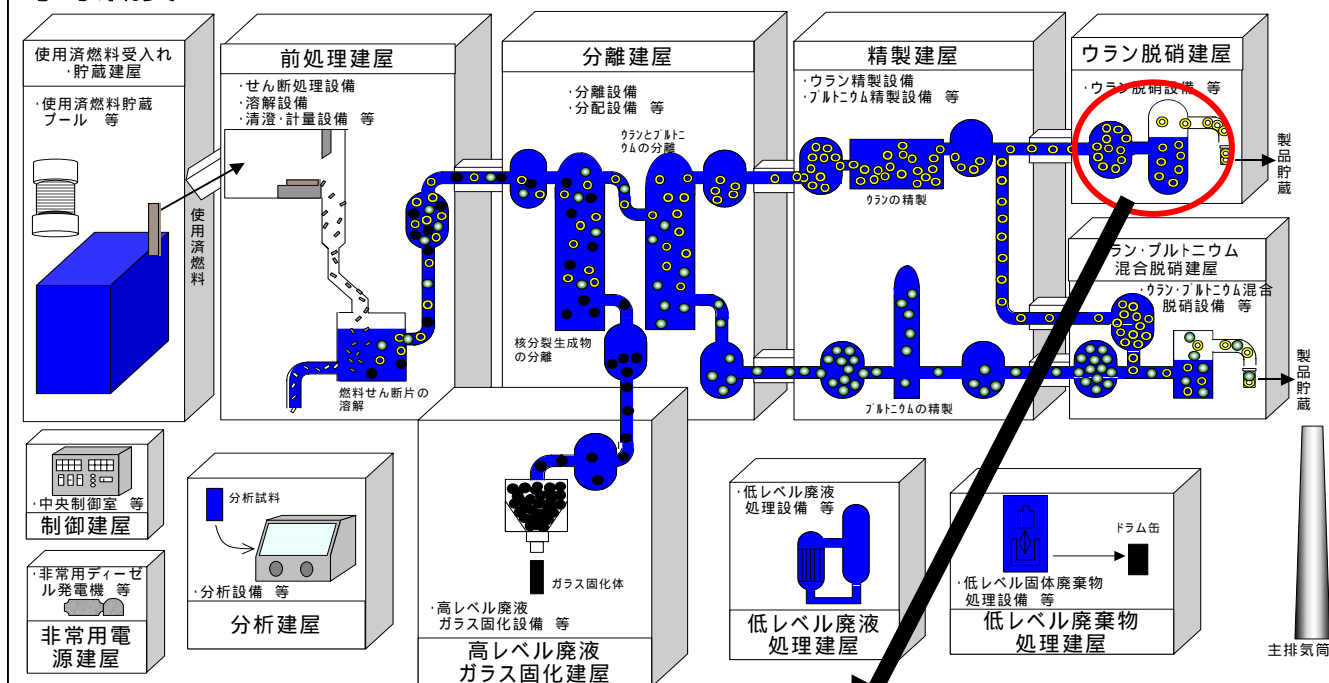 使用済燃料受入れ
・貯蔵建屋
・使用済燃料貯蔵
プール　等
使用済燃料
前処理建屋
・せん断処理設備
・溶解設備
・清澄・計量設備　等
燃料せん断片の
溶解
分離建屋
・分離設備
・分配設備　等
ウランとプルトニ
ウムの分離
核分裂生成物
の分離
精製建屋
・ウラン精製設備
・プルトニウム精製設備　等
ウランの精製
プルトニウムの精製
ウラン脱硝建屋
・ウラン脱硝設備　等
製品貯蔵
ラン・プルトニウム
混合脱硝建屋
・ウラン・プルトニウム混合
脱硝設備　等
製品貯蔵
・中央制御室　等
制御建屋
・非常用ディーゼ
ル発電機　等
非常用電
源建屋
分析試料
・分析設備　等
分析建屋
ガラス固化体
・高レベル廃液
ガラス固化設備　等
高レベル廃液
ガラス固化建屋
・低レベル廃液
処理設備　等
低レベル廃液
処理建屋
ドラム缶
・低レベル固体廃棄物
処理設備　等
低レベル廃棄物
処理建屋
主排気筒